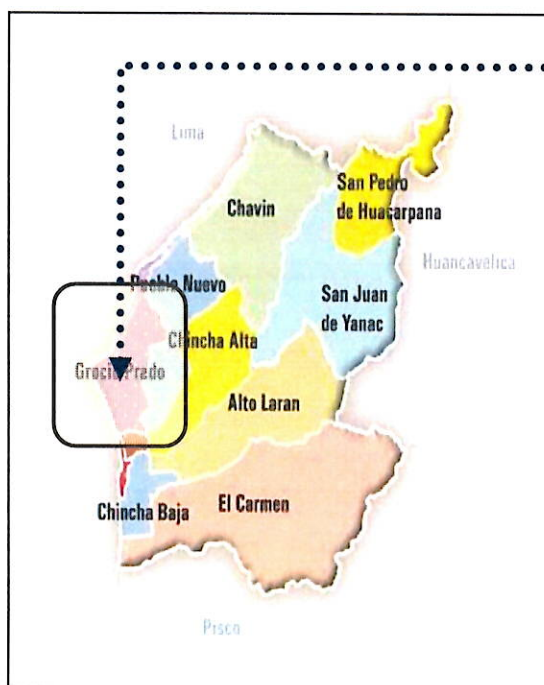 Lima
San Pedro
de Huacarpana
Chavin
Huancavelica
Pueblo Nuevo
San Juan
de Yanac
Chincha Alta
Grocio Prado
Alto Laran
El Carmen
Chincha Baja
Pisco